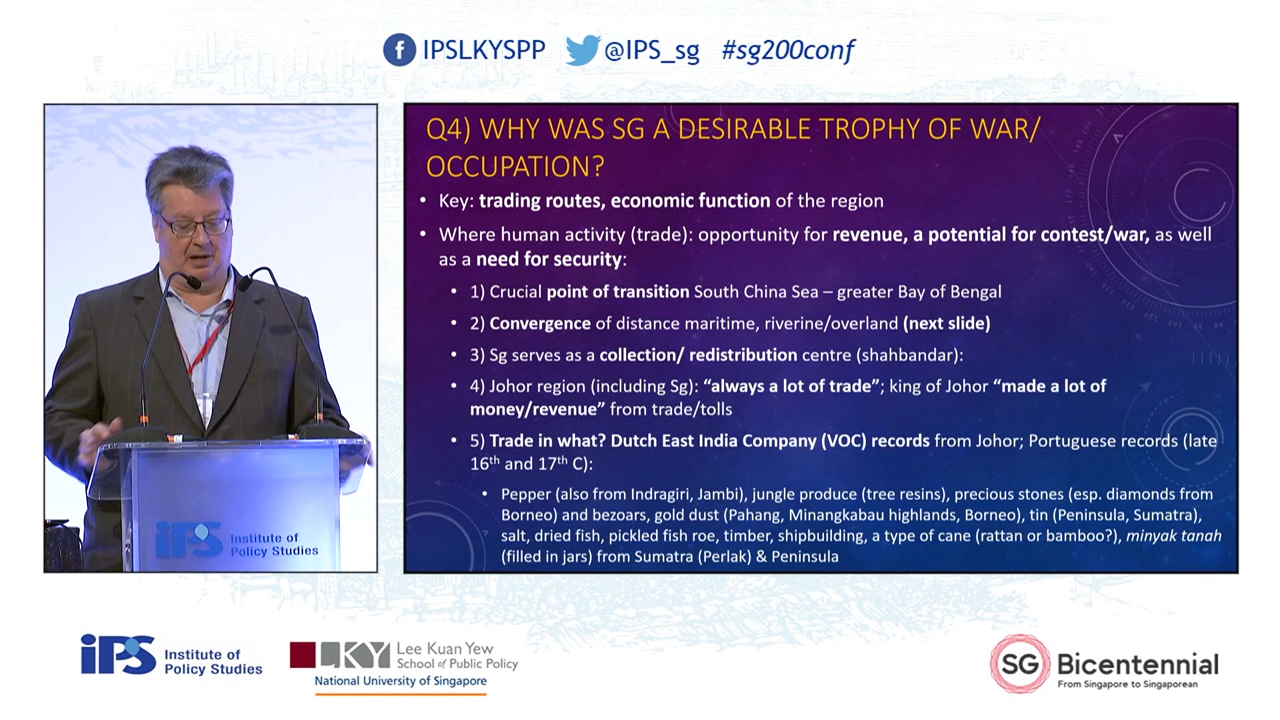 IPSLKYSPP @IPS_sg #sg200conf
Q4) WHY WAS SG A DESIRABLE TROPHY OF WAR/
OCCUPATION?
• Key: trading routes, economic function of the region
• Where human activity (trade): opportunity for revenue, a potential for contest/war, as well
as a need for security:
• 1) Crucial point of transition South China Sea – greater Bay of Bengal
• 2) Convergence of distance maritime, riverine/overland (next slide)
• 3) Sg serves as a collection/ redistribution centre (shahbandar):
• 4) Johor region (including Sg): “always a lot of trade”; king of Johor “made a lot of
money/revenue” from trade/tolls
• 5) Trade in what? Dutch East India Company (VOC) records from Johor; Portuguese records (late
16th and 17th C):
• Pepper (also from Indragiri, Jambi), jungle produce (tree resins), precious stones (esp. diamonds from
Borneo) and bezoars, gold dust (Pahang, Minangkabau highlands, Borneo), tin (Peninsula, Sumatra),
salt, dried fish, pickled fish roe, timber, shipbuilding, a type of cane (rattan or bamboo?), minyak tanah
(filled in jars) from Sumatra (Perlak) & Peninsula
iPS Institute of
Policy Studies
iPS Institute of
Policy Studies
LKY Lee Kuan Yew
School of Public Policy
National University of Singapore
SG Bicentennial
From Singapore to Singaporean